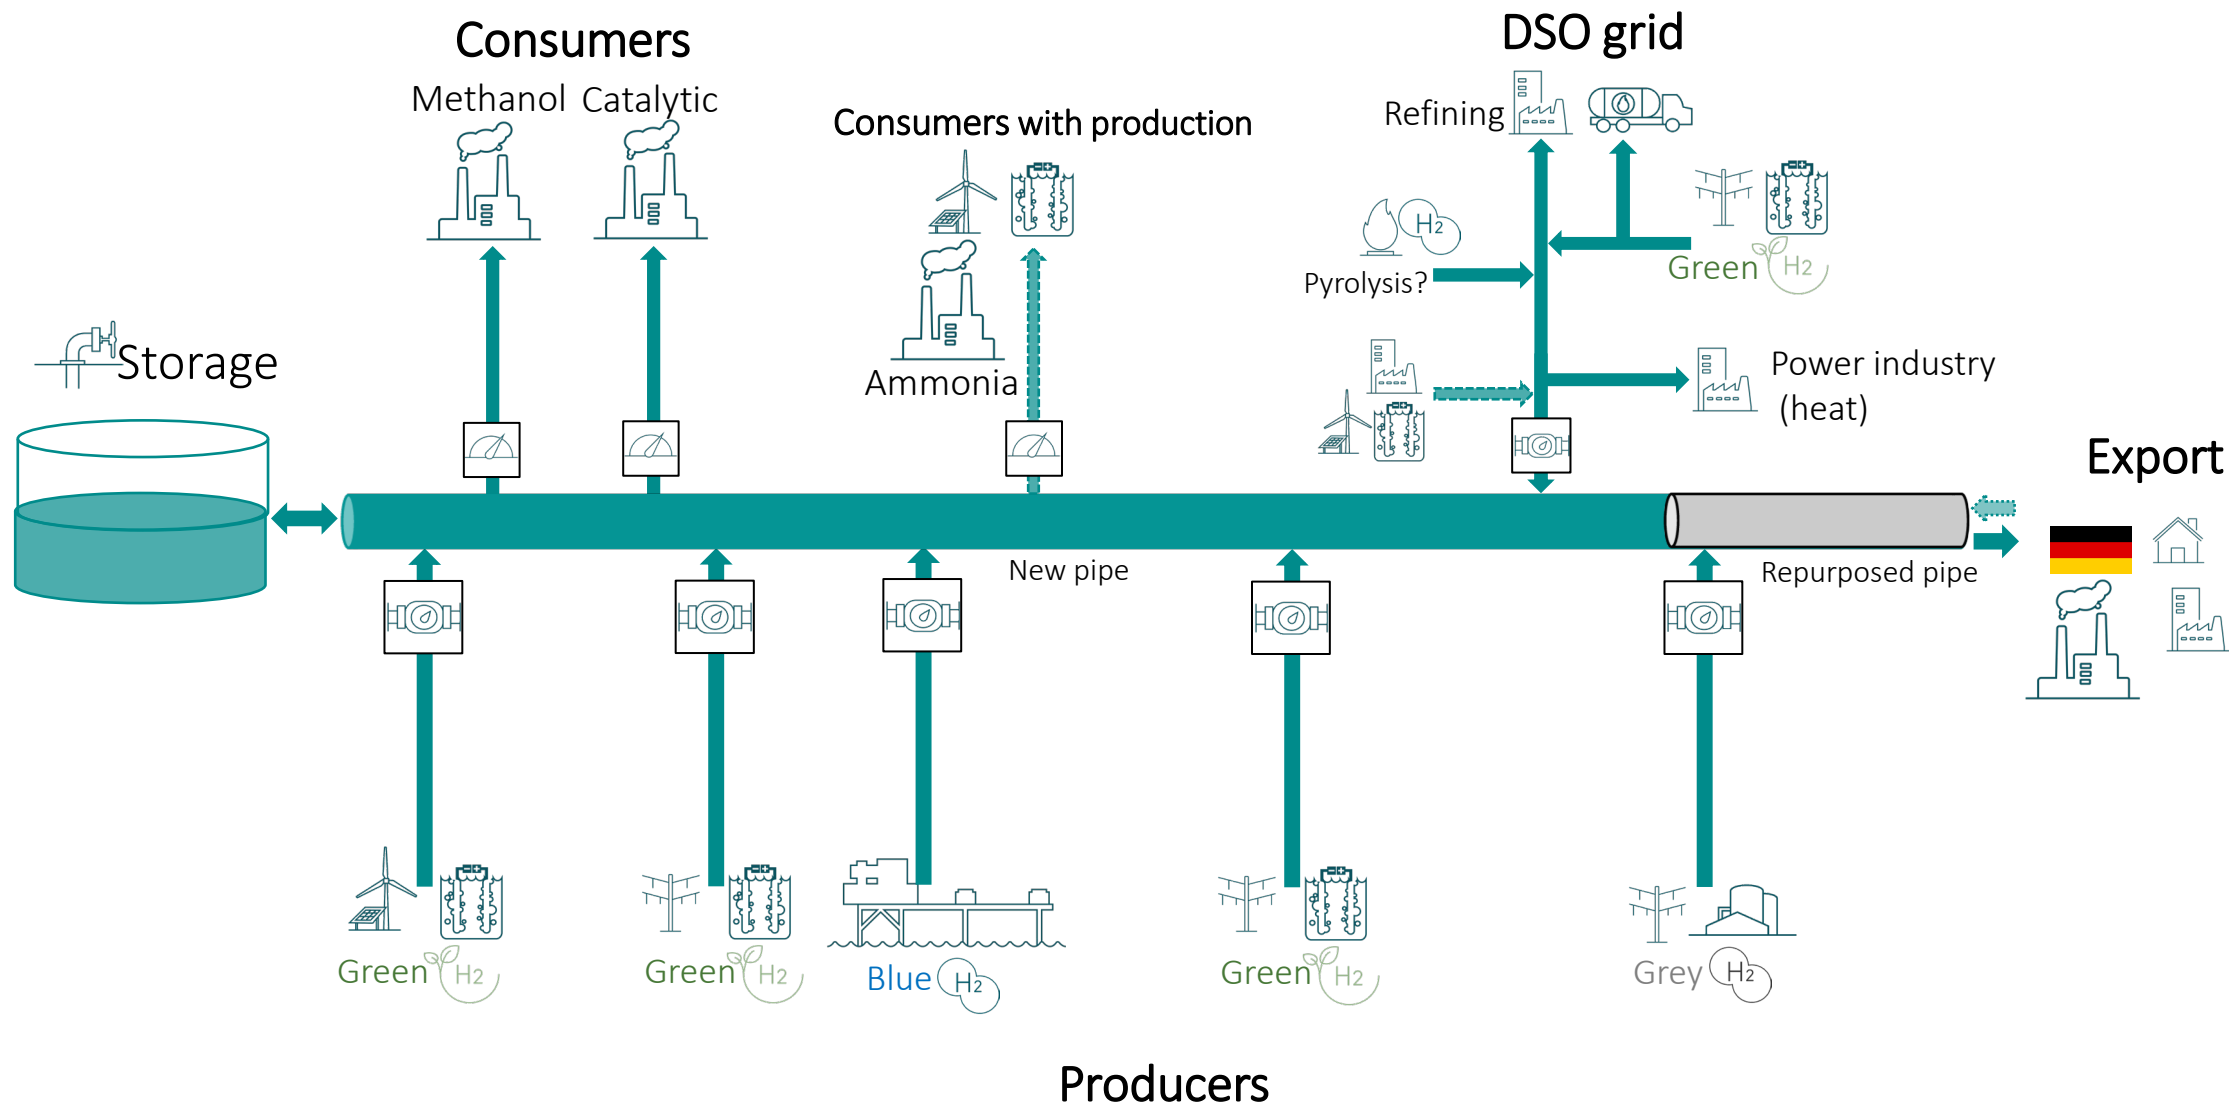 Consumers
DSO grid
Methanol
Catalytic
Consumers with production
Refining
H2
Pyrolysis?
Green H2
Storage
Ammonia
Power industry
(heat)
Export
New pipe
Repurposed pipe
Green H2
Green H2
Blue H2
Green H2
Grey H2
Producers